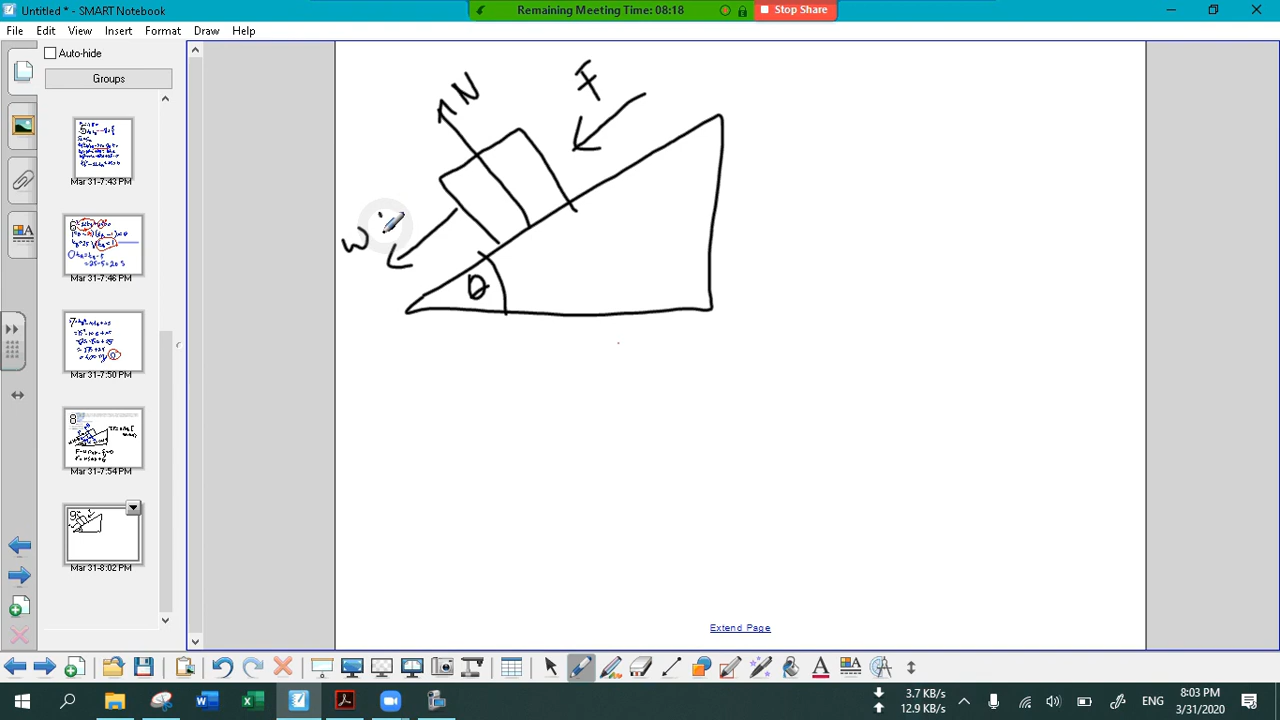 Untitled * - SMART Notebook
Remaining Meeting Time: 08:18
Stop Share
File Edit View Insert Format Draw Help
Auto-hide
Groups
Mar 31-7:43
Mar 31-7:46
Mar 31-7:50
8
Mar 31-7:54 PM
9
Mar 31-8:02 PM
N
F
W
θ
Extend Page
3.7 KB/s
12.9 KB/s
ENG
8:03 PM
3/31/2020